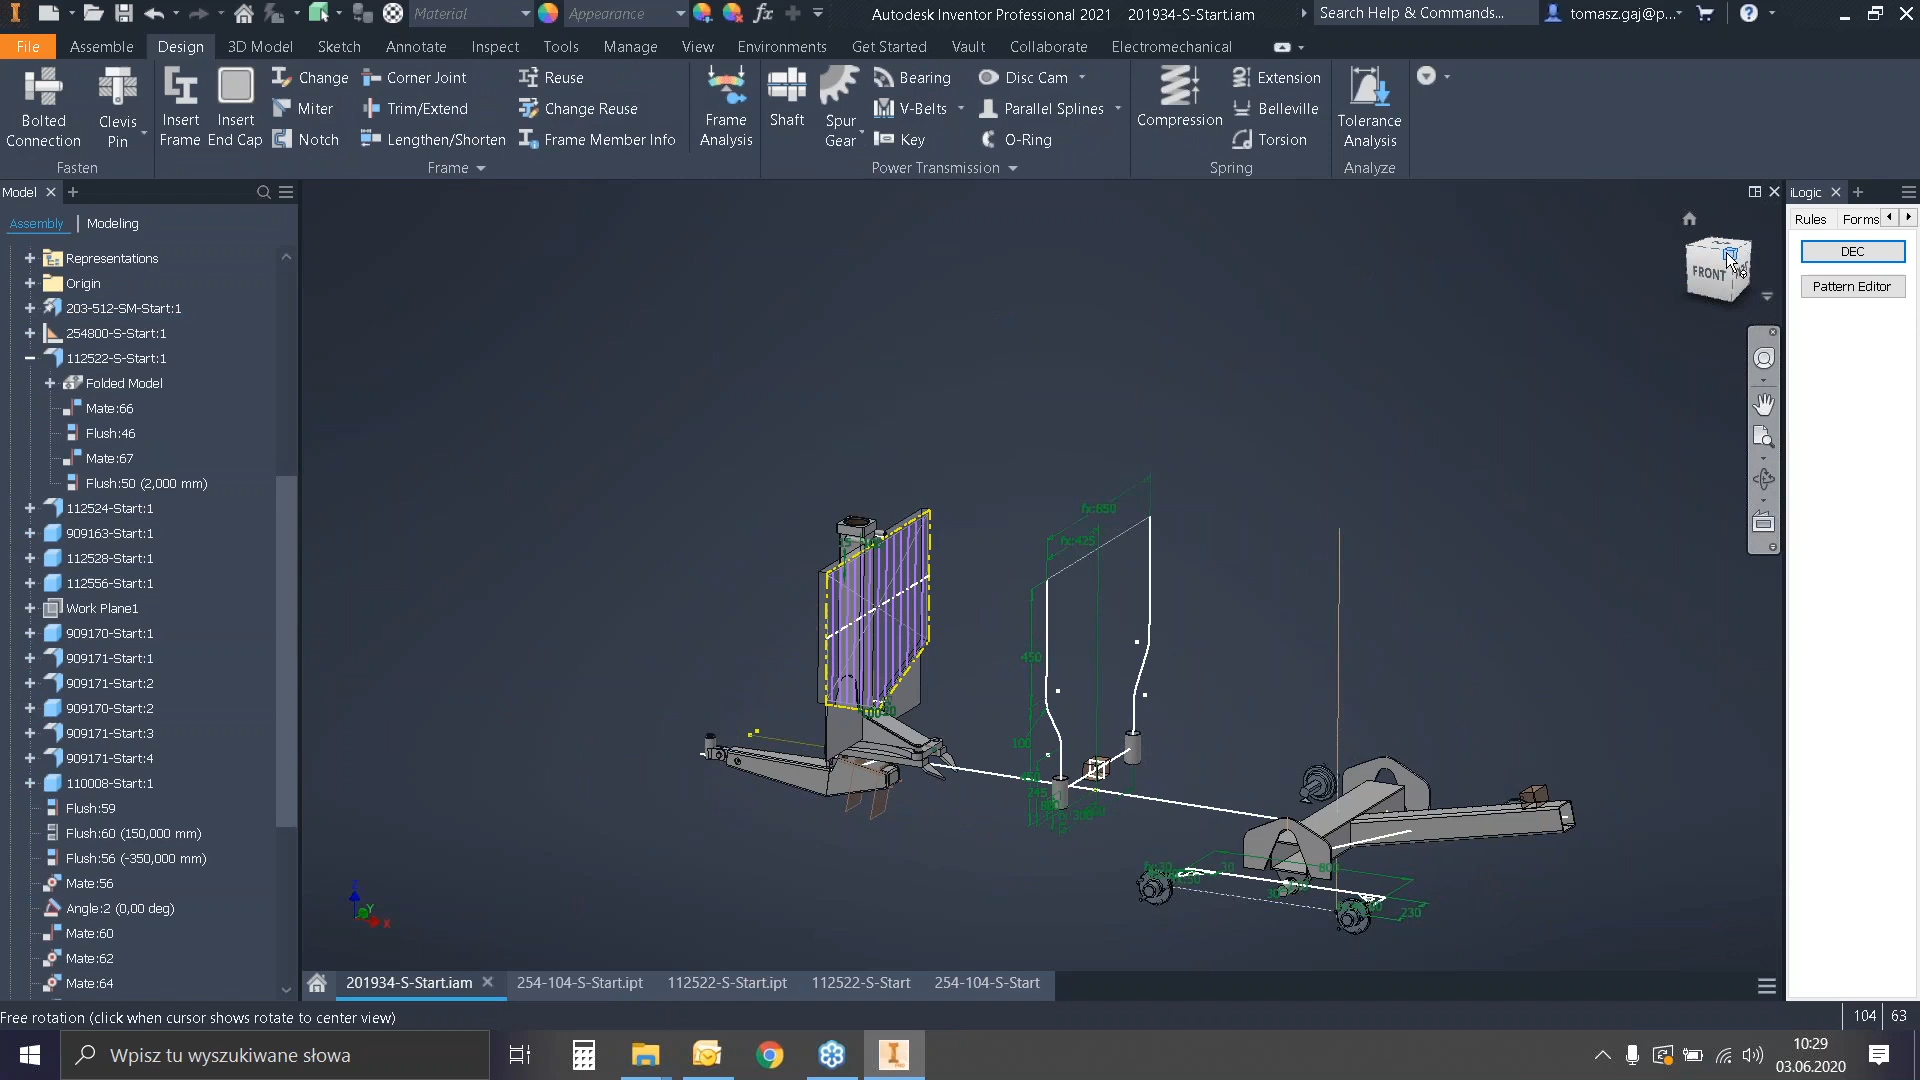 Material
Appearance
Autodesk Inventor Professional 2021 201934-S-Start.iam
Search Help & Commands...
tomasz.gaj@p...
File Assemble Design 3D Model Sketch Annotate Inspect Tools Manage View Environments Get Started Vault Collaborate Electromechanical
Bolted Connection
Clevis Pin
Fasten
Insert Frame
Insert End Cap
Change
Miter
Notch
Corner Joint
Trim/Extend
Lengthen/Shorten
Reuse
Change Reuse
Frame Member Info
Frame
Frame Analysis
Shaft
Spur Gear
Bearing
V-Belts
Key
Disc Cam
Parallel Splines
O-Ring
Power Transmission
Compression
Extension
Belleville
Torsion
Spring
Tolerance Analysis
Analyze
Model
Assembly Modeling
Representations
Origin
203-512-SM-Start:1
254800-S-Start:1
112522-S-Start:1
Folded Model
Mate:66
Flush:46
Mate:67
Flush:50 (2,000 mm)
112524-Start:1
909163-Start:1
112528-Start:1
112556-Start:1
Work Plane1
909170-Start:1
909171-Start:1
909171-Start:2
909170-Start:2
909171-Start:3
909171-Start:4
110008-Start:1
Flush:59
Flush:60 (150,000 mm)
Flush:56 (-350,000 mm)
Mate:56
Angle:2 (0,00 deg)
Mate:60
Mate:62
Mate:64
iLogic
Rules Forms
DEC
Pattern Editor
FRONT
fx:850
fx:425
450
100
245
30
800
230
Z
Y
X
201934-S-Start.iam 254-104-S-Start.ipt 112522-S-Start.ipt 112522-S-Start 254-104-S-Start
Free rotation (click when cursor shows rotate to center view)
104 63
Wpisz tu wyszukiwane słowa
10:29
03.06.2020